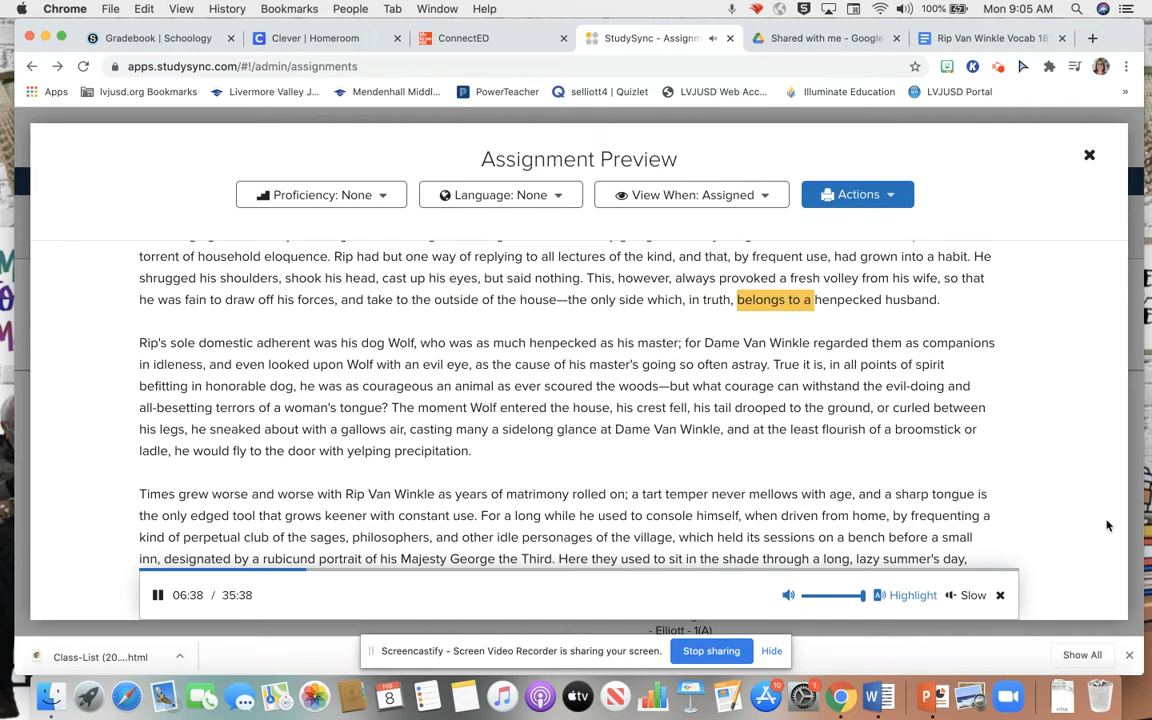 Chrome File Edit View History Bookmarks People Tab Window Help 100% Mon 9:05 AM
Gradebook | Schoology Clever | Homeroom ConnectED StudySync - Assignm Shared with me - Google Rip Van Winkle Vocab 18
apps.studysync.com/#!/admin/assignments
Apps lvjusd.org Bookmarks Livermore Valley J... Mendenhall Middl... PowerTeacher selliott4 | Quizlet LVJUSD Web Acc... Illuminate Education LVJUSD Portal »
Assignment Preview
Proficiency: None Language: None View When: Assigned Actions
torrent of household eloquence. Rip had but one way of replying to all lectures of the kind, and that, by frequent use, had grown into a habit. He
shrugged his shoulders, shook his head, cast up his eyes, but said nothing. This, however, always provoked a fresh volley from his wife, so that
he was fain to draw off his forces, and take to the outside of the house—the only side which, in truth, belongs to a henpecked husband.
Rip's sole domestic adherent was his dog Wolf, who was as much henpecked as his master; for Dame Van Winkle regarded them as companions
in idleness, and even looked upon Wolf with an evil eye, as the cause of his master's going so often astray. True it is, in all points of spirit
befitting in honorable dog, he was as courageous an animal as ever scoured the woods—but what courage can withstand the evil-doing and
all-besetting terrors of a woman's tongue? The moment Wolf entered the house, his crest fell, his tail drooped to the ground, or curled between
his legs, he sneaked about with a gallows air, casting many a sidelong glance at Dame Van Winkle, and at the least flourish of a broomstick or
ladle, he would fly to the door with yelping precipitation.
Times grew worse and worse with Rip Van Winkle as years of matrimony rolled on; a tart temper never mellows with age, and a sharp tongue is
the only edged tool that grows keener with constant use. For a long while he used to console himself, when driven from home, by frequenting a
kind of perpetual club of the sages, philosophers, and other idle personages of the village, which held its sessions on a bench before a small
inn, designated by a rubicund portrait of his Majesty George the Third. Here they used to sit in the shade through a long, lazy summer's day,
06:38 / 35:38 Highlight Slow
- Elliott - 1(A)
Screencastify - Screen Video Recorder is sharing your screen. Stop sharing Hide
Class-List (20....html Show All
FEB
8
10
1
HTML